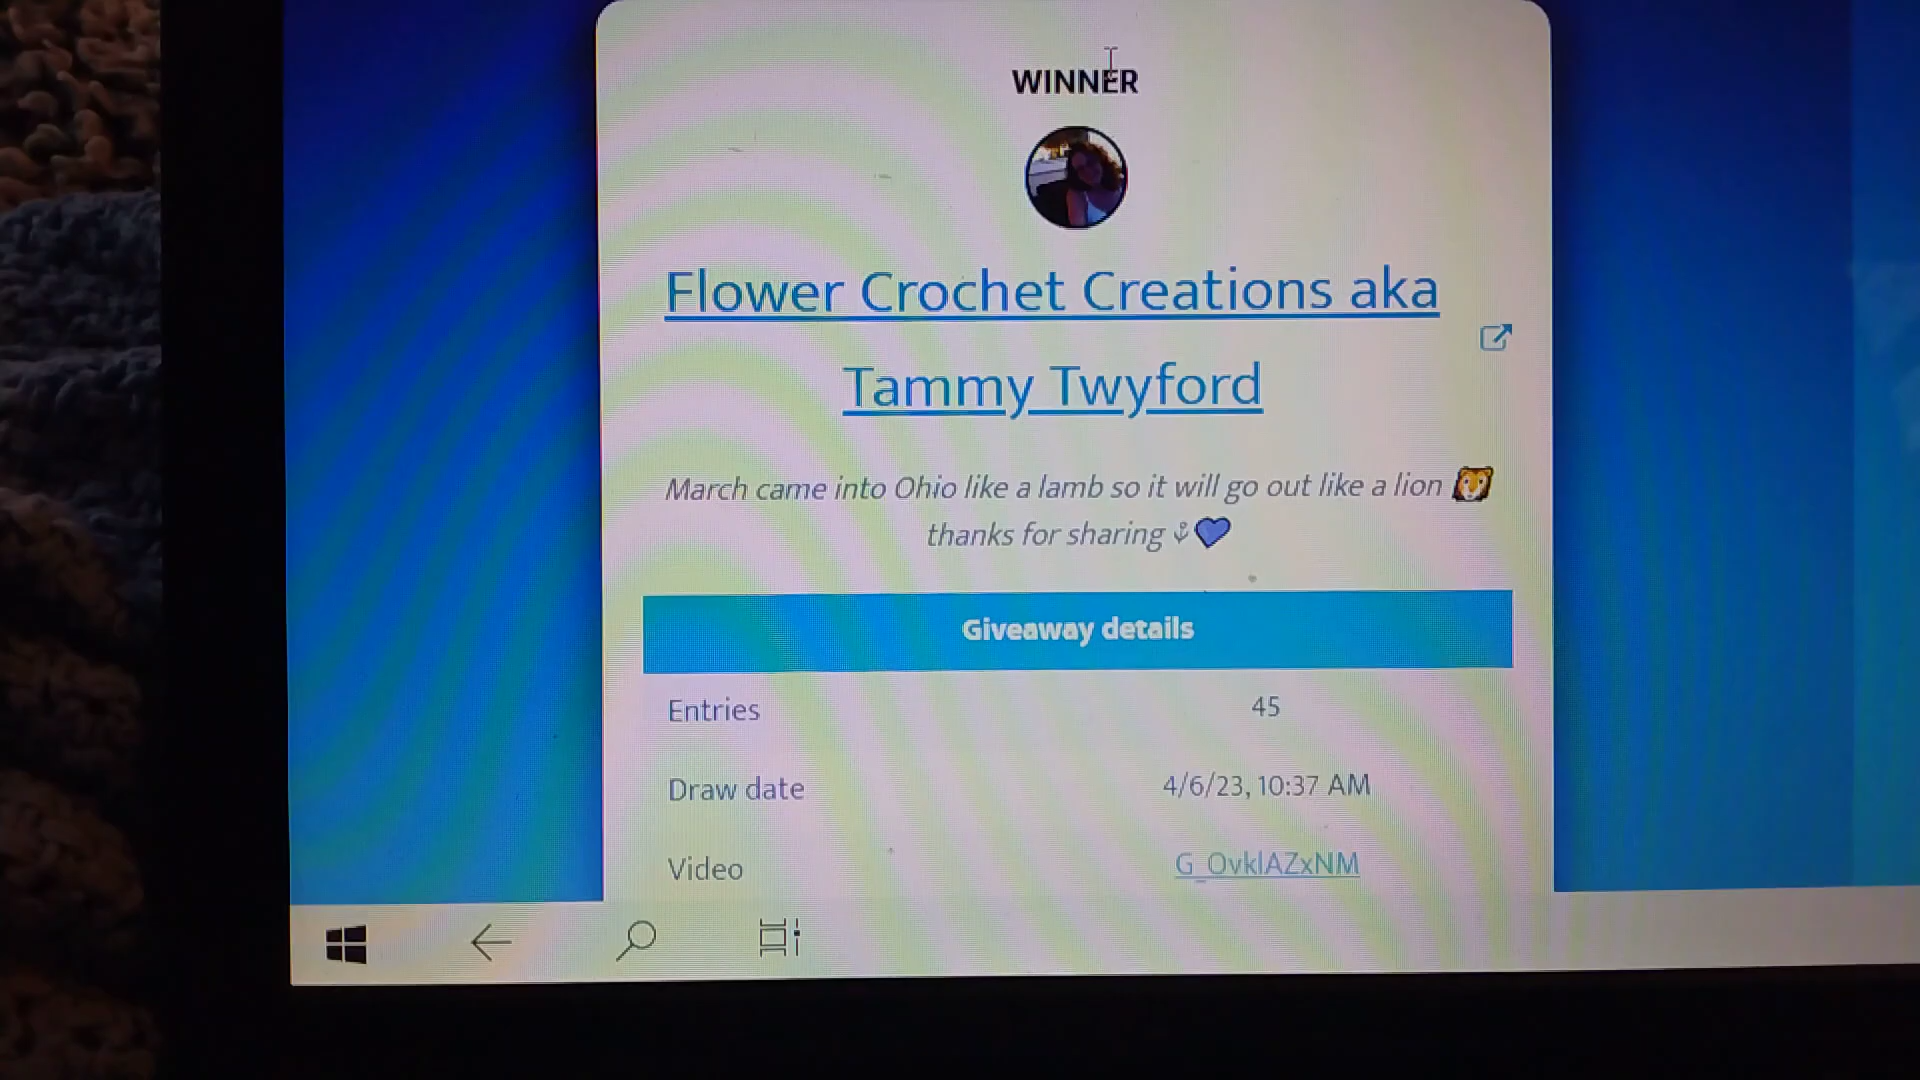 WINNER
Flower Crochet Creations aka
Tammy Twyford
March came into Ohio like a lamb so it will go out like a lion 🦁
thanks for sharing ⚓💙
Giveaway details
Entries 45
Draw date 4/6/23, 10:37 AM
Video G_OvklAZxNM